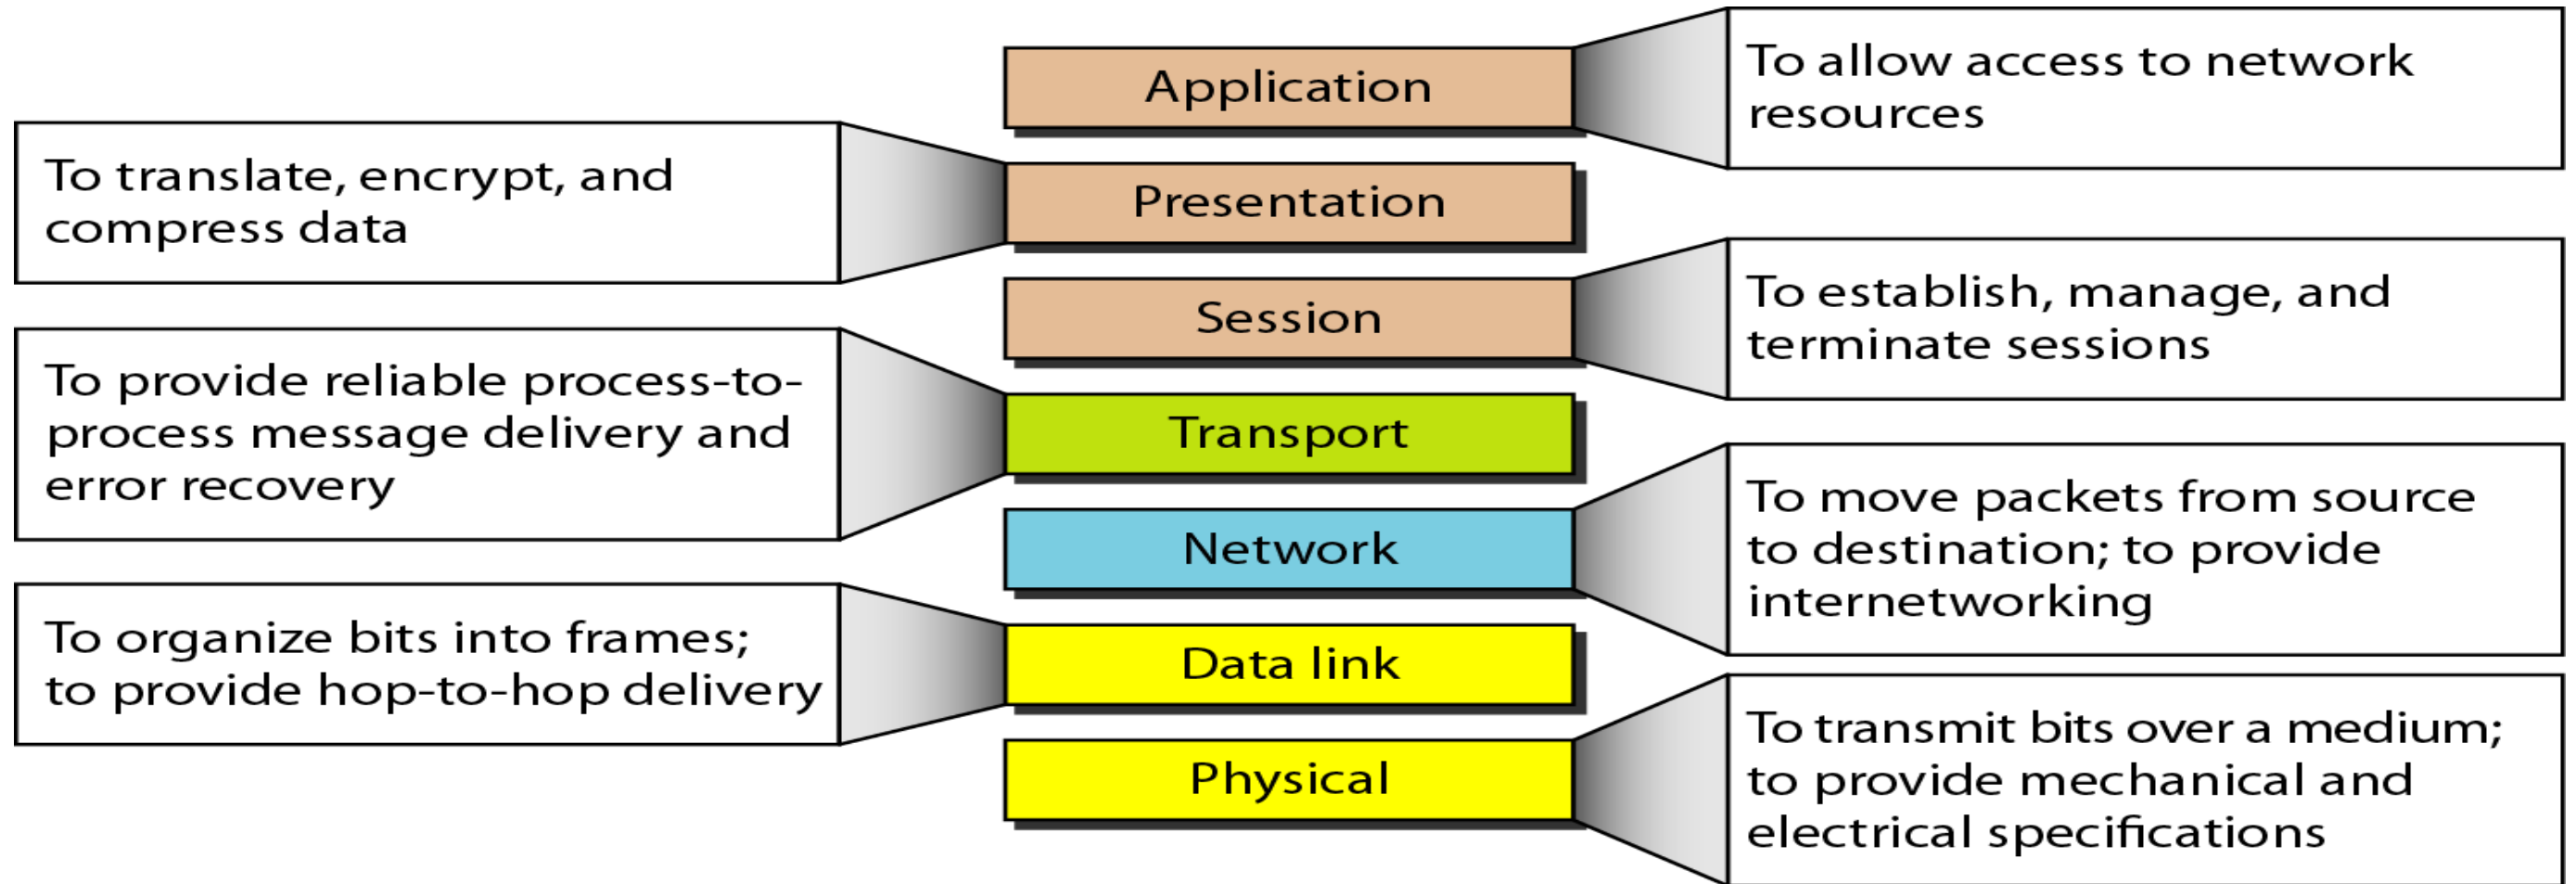 Application
To allow access to network
resources
To translate, encrypt, and
compress data
Presentation
Session
To establish, manage, and
terminate sessions
To provide reliable process-to-
process message delivery and
error recovery
Transport
Network
To move packets from source
to destination; to provide
internetworking
To organize bits into frames;
to provide hop-to-hop delivery
Data link
Physical
To transmit bits over a medium;
to provide mechanical and
electrical specifications